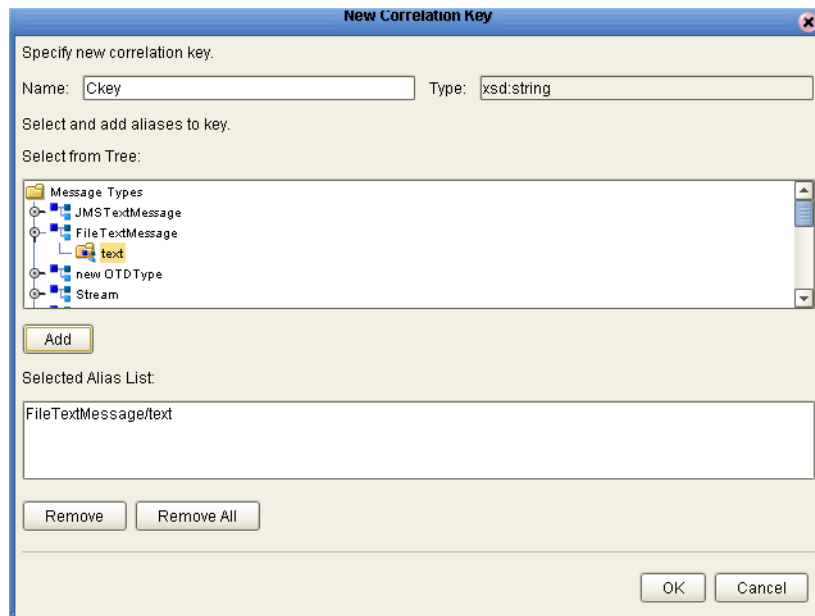 New Correlation Key
Specify new correlation key.
Name: Ckey Type: xsd:string
Select and add aliases to key.
Select from Tree:
Message Types
JMSTextMessage
FileTextMessage
text
new OTDType
Stream
Add
Selected Alias List:
FileTextMessage/text
Remove Remove All
OK Cancel